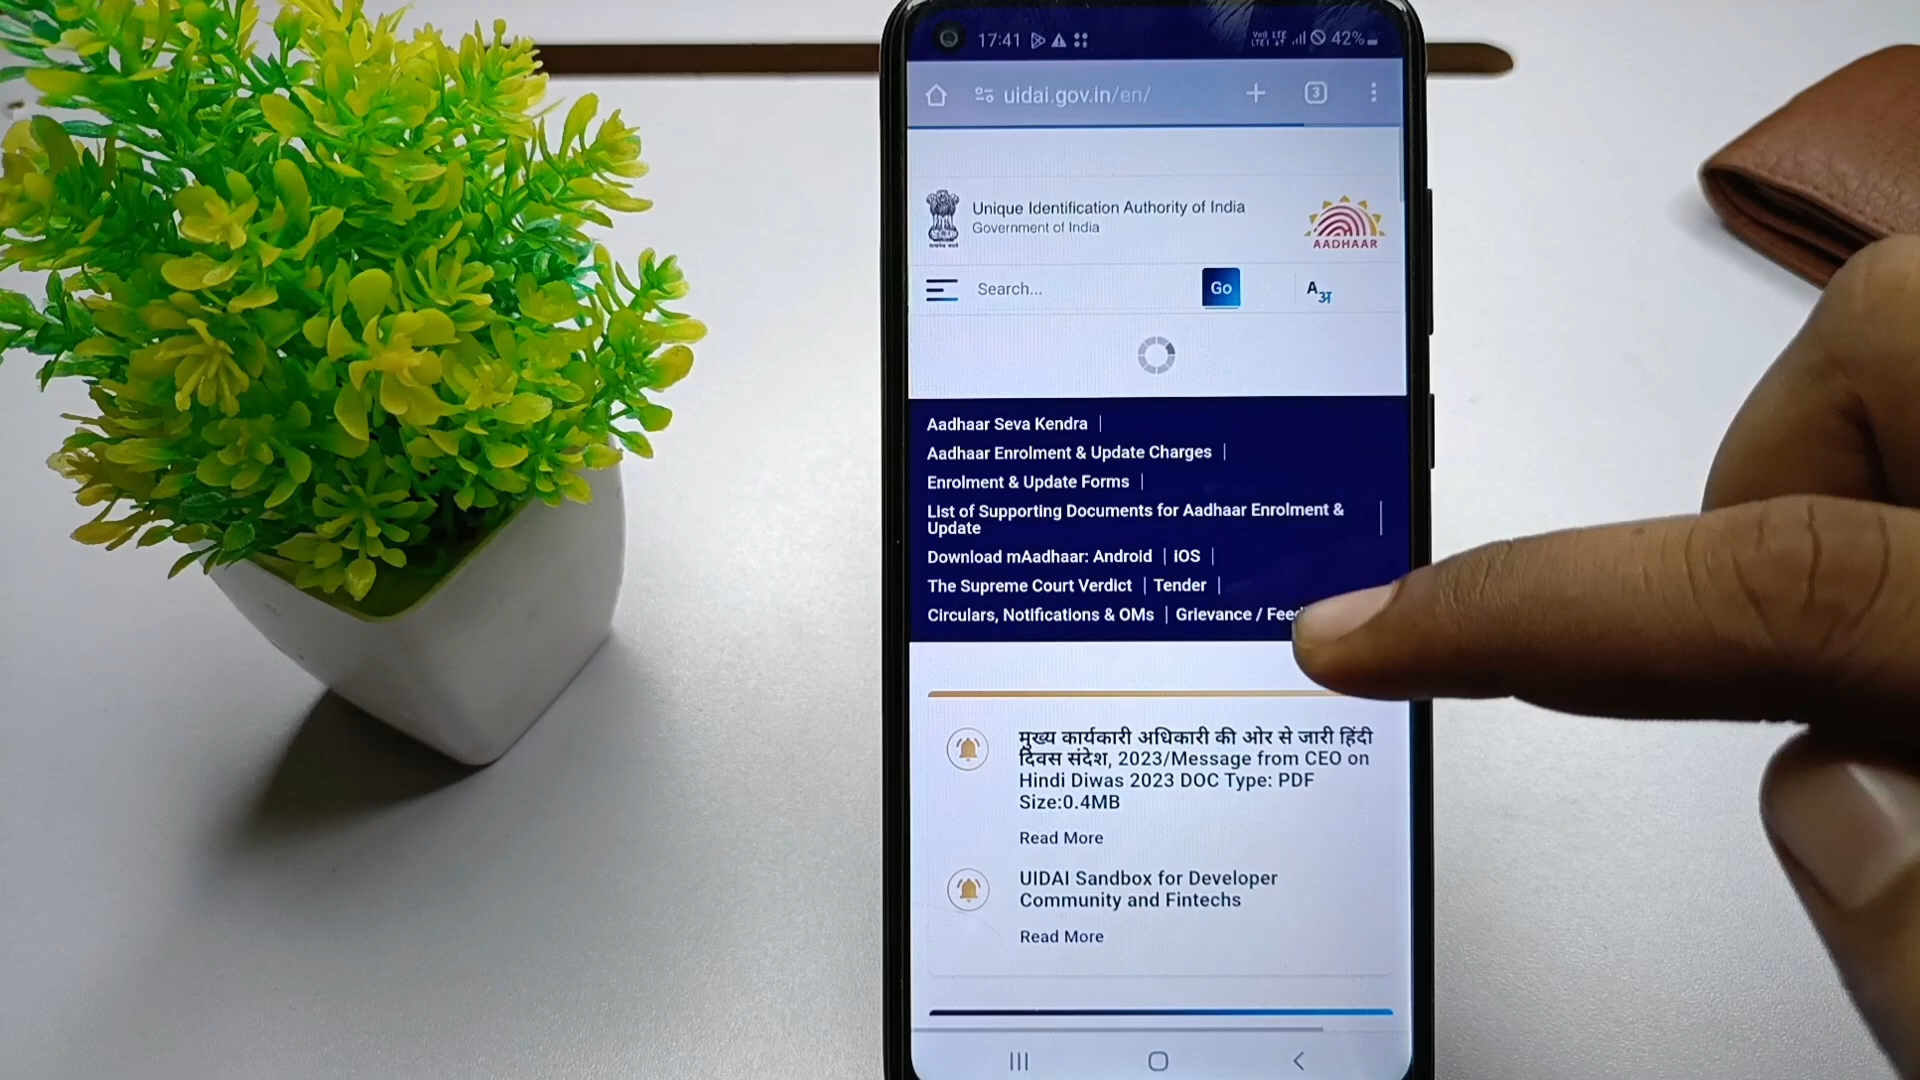 17:41 42%
uidai.gov.in/en/
3
Unique Identification Authority of India
Government of India
AADHAAR
Search...
Go
A अ
Aadhaar Seva Kendra |
Aadhaar Enrolment & Update Charges |
Enrolment & Update Forms |
List of Supporting Documents for Aadhaar Enrolment & |
Update
Download mAadhaar: Android | iOS |
The Supreme Court Verdict | Tender |
Circulars, Notifications & OMs | Grievance /
मुख्य कार्यकारी अधिकारी की ओर से जारी हिंदी
दिवस संदेश, 2023/Message from CEO on
Hindi Diwas 2023 DOC Type: PDF
Size:0.4MB
Read More
UIDAI Sandbox for Developer
Community and Fintechs
Read More